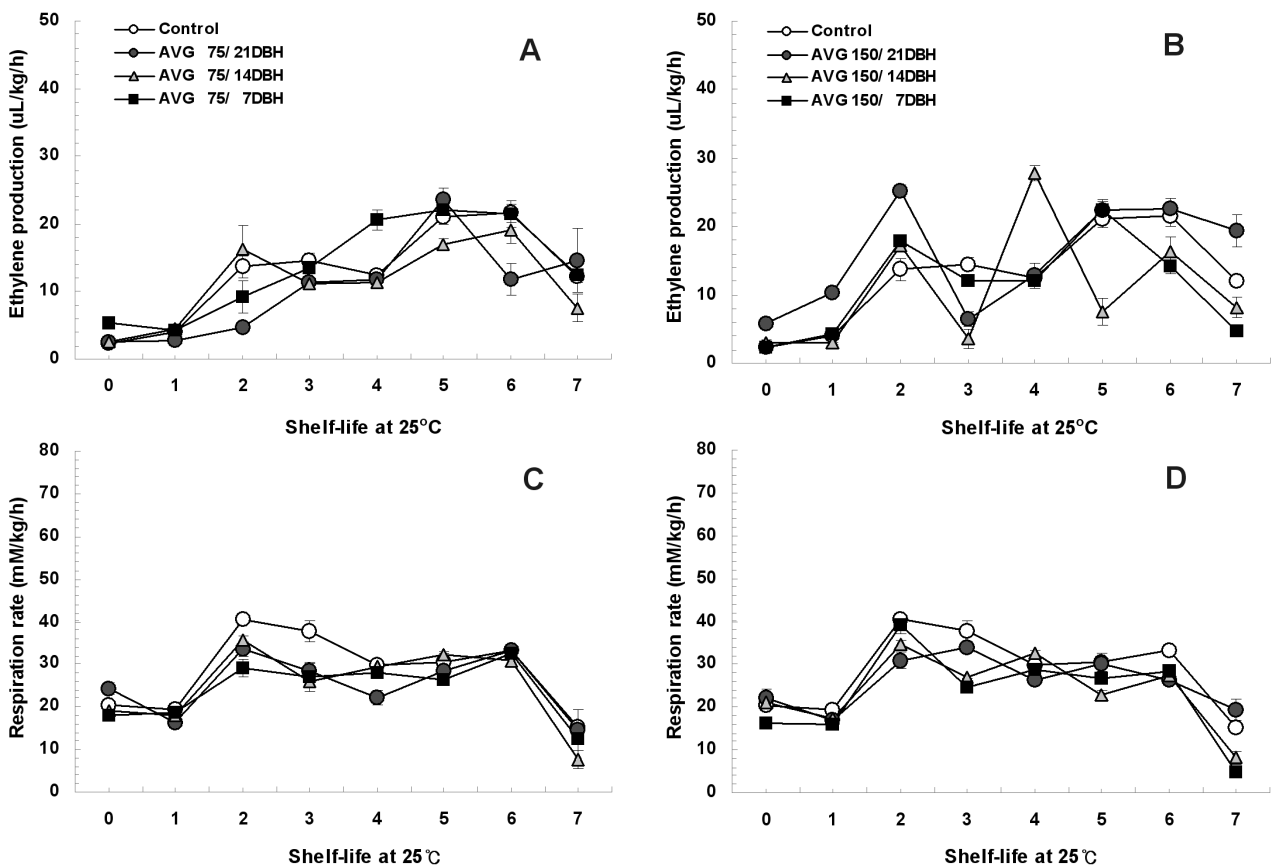 Control
AVG 75/ 21DBH
AVG 75/ 14DBH
AVG 75/ 7DBH
A
Ethylene production (uL/kg/h)
50
40
30
20
10
0
0 1 2 3 4 5 6 7
Shelf-life at 25°C
Control
AVG 150/ 21DBH
AVG 150/ 14DBH
AVG 150/ 7DBH
B
Ethylene production (uL/kg/h)
50
40
30
20
10
0
0 1 2 3 4 5 6 7
Shelf-life at 25°C
C
Respiration rate (mM/kg/h)
80
70
60
50
40
30
20
10
0
0 1 2 3 4 5 6 7
Shelf-life at 25℃
D
Respiration rate (mM/kg/h)
80
70
60
50
40
30
20
10
0
0 1 2 3 4 5 6 7
Shelf-life at 25℃